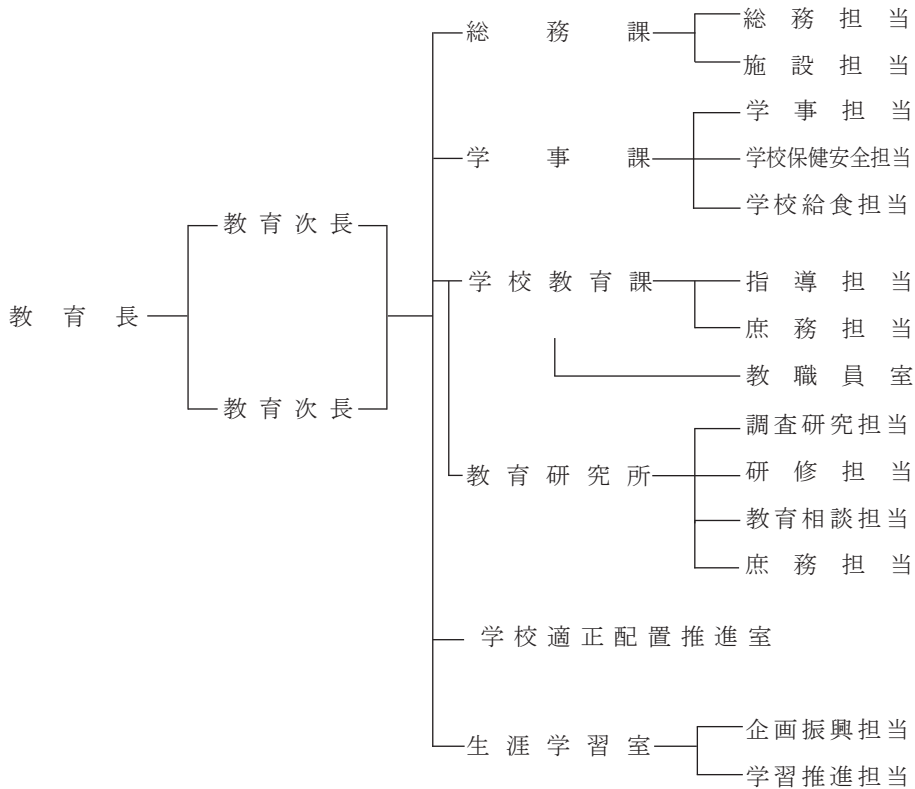 総務課
総務担当
施設担当
学事課
学事担当
学校保健安全担当
学校給食担当
教育長
教育次長
教育次長
学校教育課
指導担当
庶務担当
教職員室
教育研究所
調査研究担当
研修担当
教育相談担当
庶務担当
学校適正配置推進室
生涯学習室
企画振興担当
学習推進担当